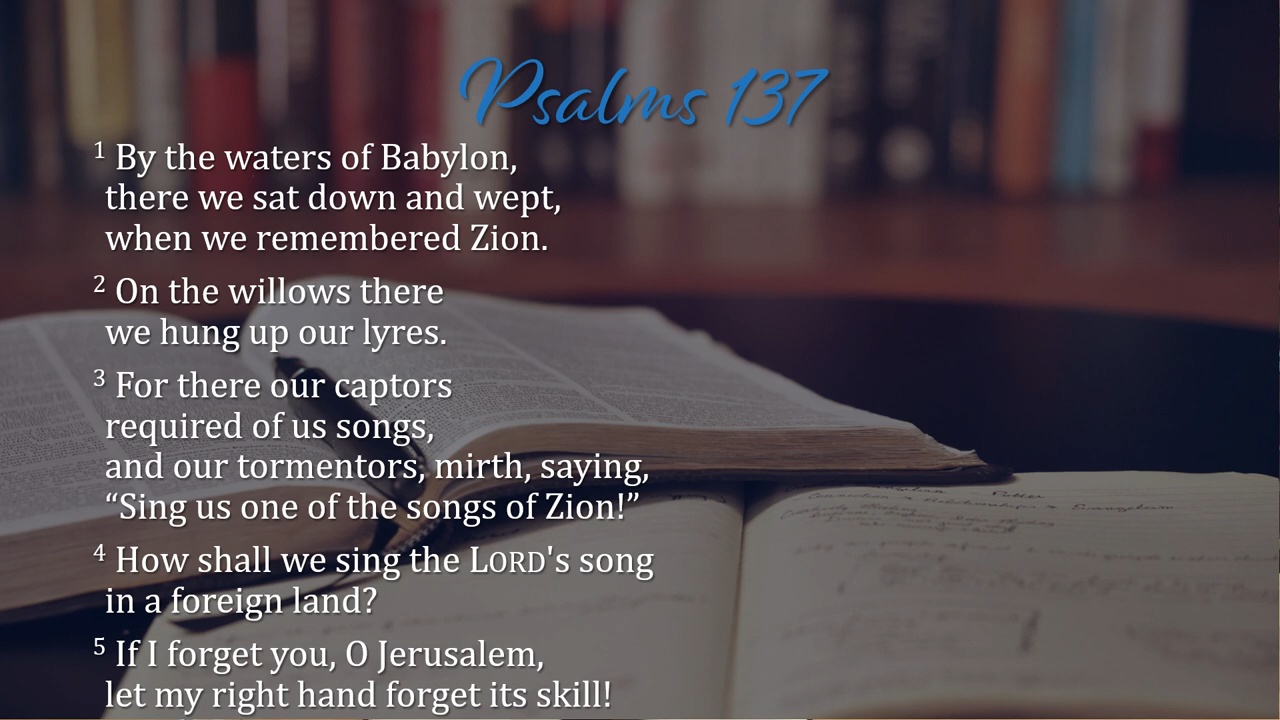 Psalms 137
1 By the waters of Babylon,
there we sat down and wept,
when we remembered Zion.
2 On the willows there
we hung up our lyres.
3 For there our captors
required of us songs,
and our tormentors, mirth, saying,
“Sing us one of the songs of Zion!”
4 How shall we sing the LORD's song
in a foreign land?
5 If I forget you, O Jerusalem,
let my right hand forget its skill!